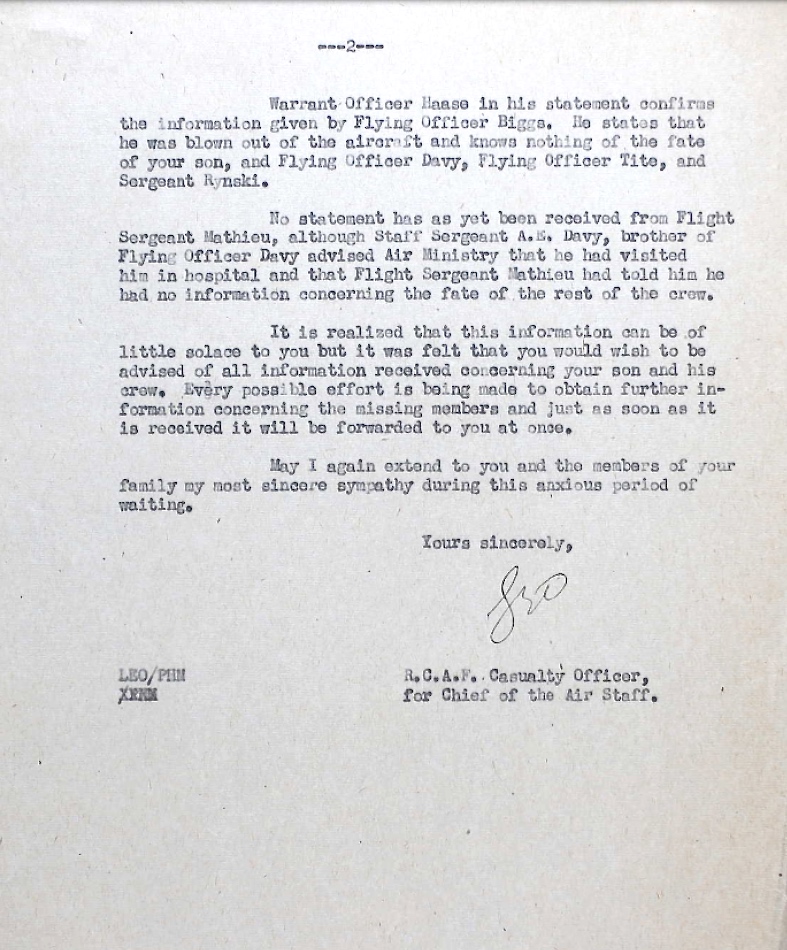 ---2---
Warrant Officer Haase in his statement confirms
the information given by Flying Officer Biggs. He states that
he was blown out of the aircraft and knows nothing of the fate
of your son, and Flying Officer Davy, Flying Officer Tite, and
Sergeant Rynski.
No statement has as yet been received from Flight
Sergeant Mathieu, although Staff Sergeant A.E. Davy, brother of
Flying Officer Davy advised Air Ministry that he had visited
him in hospital and that Flight Sergeant Mathieu had told him he
had no information concerning the fate of the rest of the crew.
It is realized that this information can be of
little solace to you but it was felt that you would wish to be
advised of all information received concerning your son and his
crew. Every possible effort is being made to obtain further in-
formation concerning the missing members and just as soon as it
is received it will be forwarded to you at once.
May I again extend to you and the members of your
family my most sincere sympathy during this anxious period of
waiting.
Yours sincerely,
LEO/PHM
R.C.A.F. Casualty Officer,
for Chief of the Air Staff.